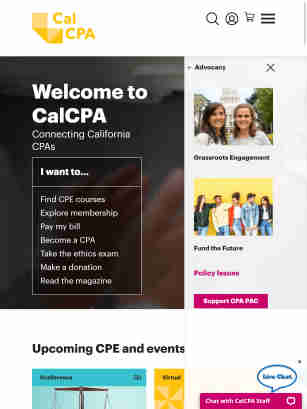 Cal
CPA
Advocacy
Welcome to
CalCPA
Connecting California
CPAs
I want to...
Find CPE courses
Explore membership
Pay my bill
Become a CPA
Take the ethics exam
Make a donation
Read the magazine
Grassroots Engagement
Fund the Future
Policy Issues
Support CPA PAC
Upcoming CPE and events
Conference
Virtual
Live Chat
Chat with CalCPA Staff